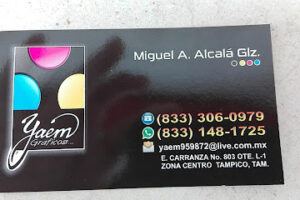 Miguel A. Alcalá Glz.
Yaem
Graficos...
(833) 306-0979
(833) 148-1725
yaem959872@live.com.mx
E. CARRANZA No. 803 OTE. L-1
ZONA CENTRO TAMPICO, TAM.